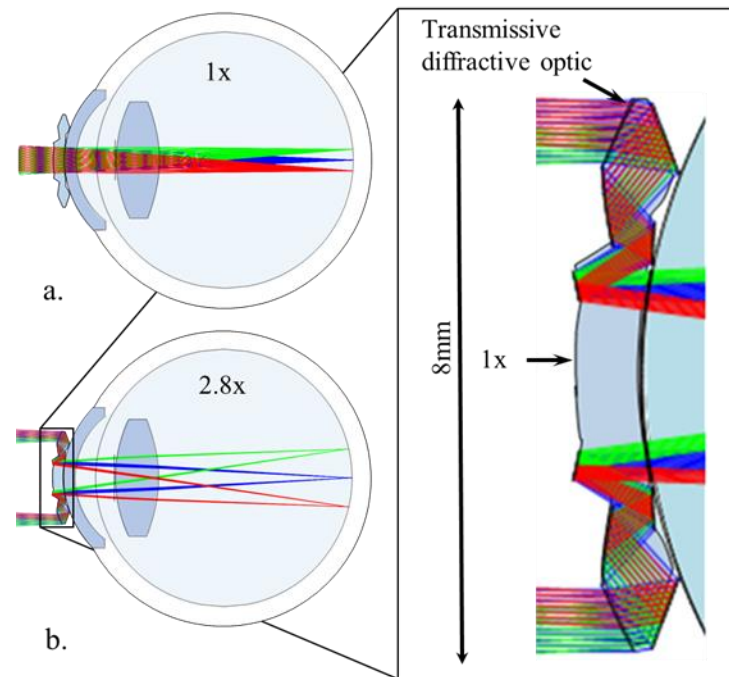 1x
a.
2.8x
b.
Transmissive
diffractive optic
8mm
1x